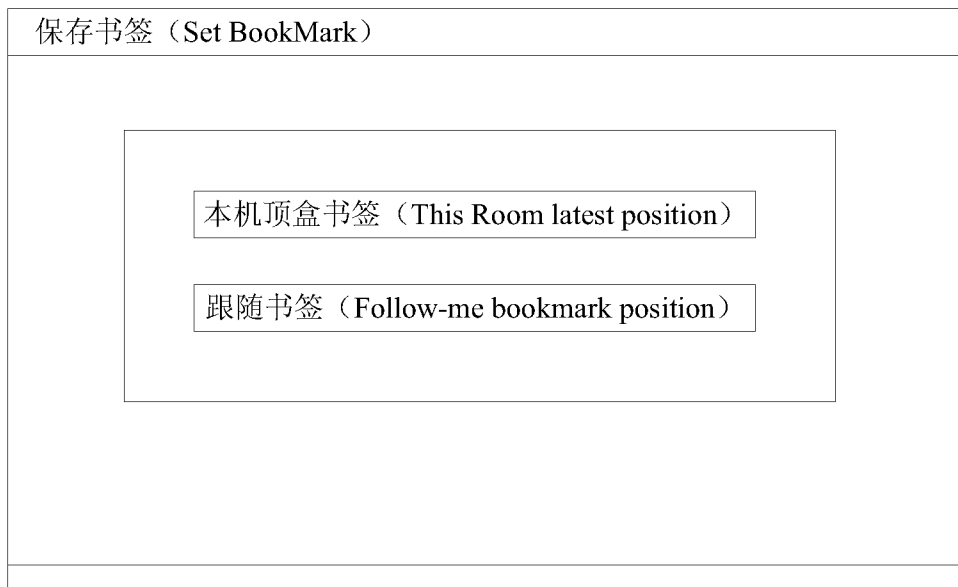 保存书签（Set BookMark）
本机顶盒书签（This Room latest position）
跟随书签（Follow-me bookmark position）